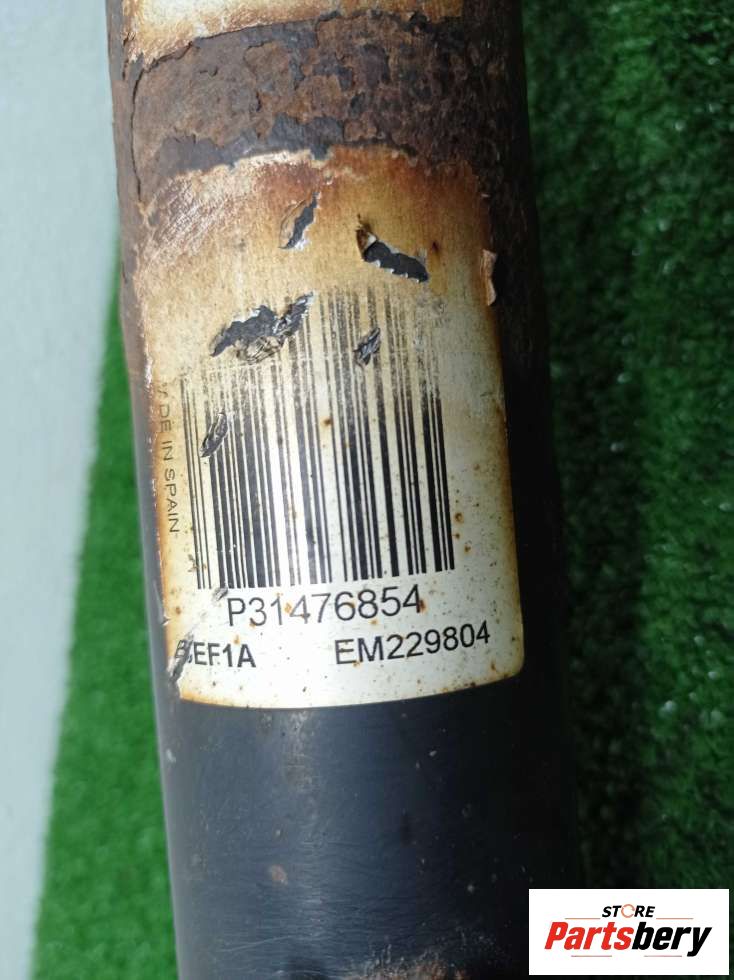 IN SPAIN
P31476854
EM229804
STORE
Partsbery